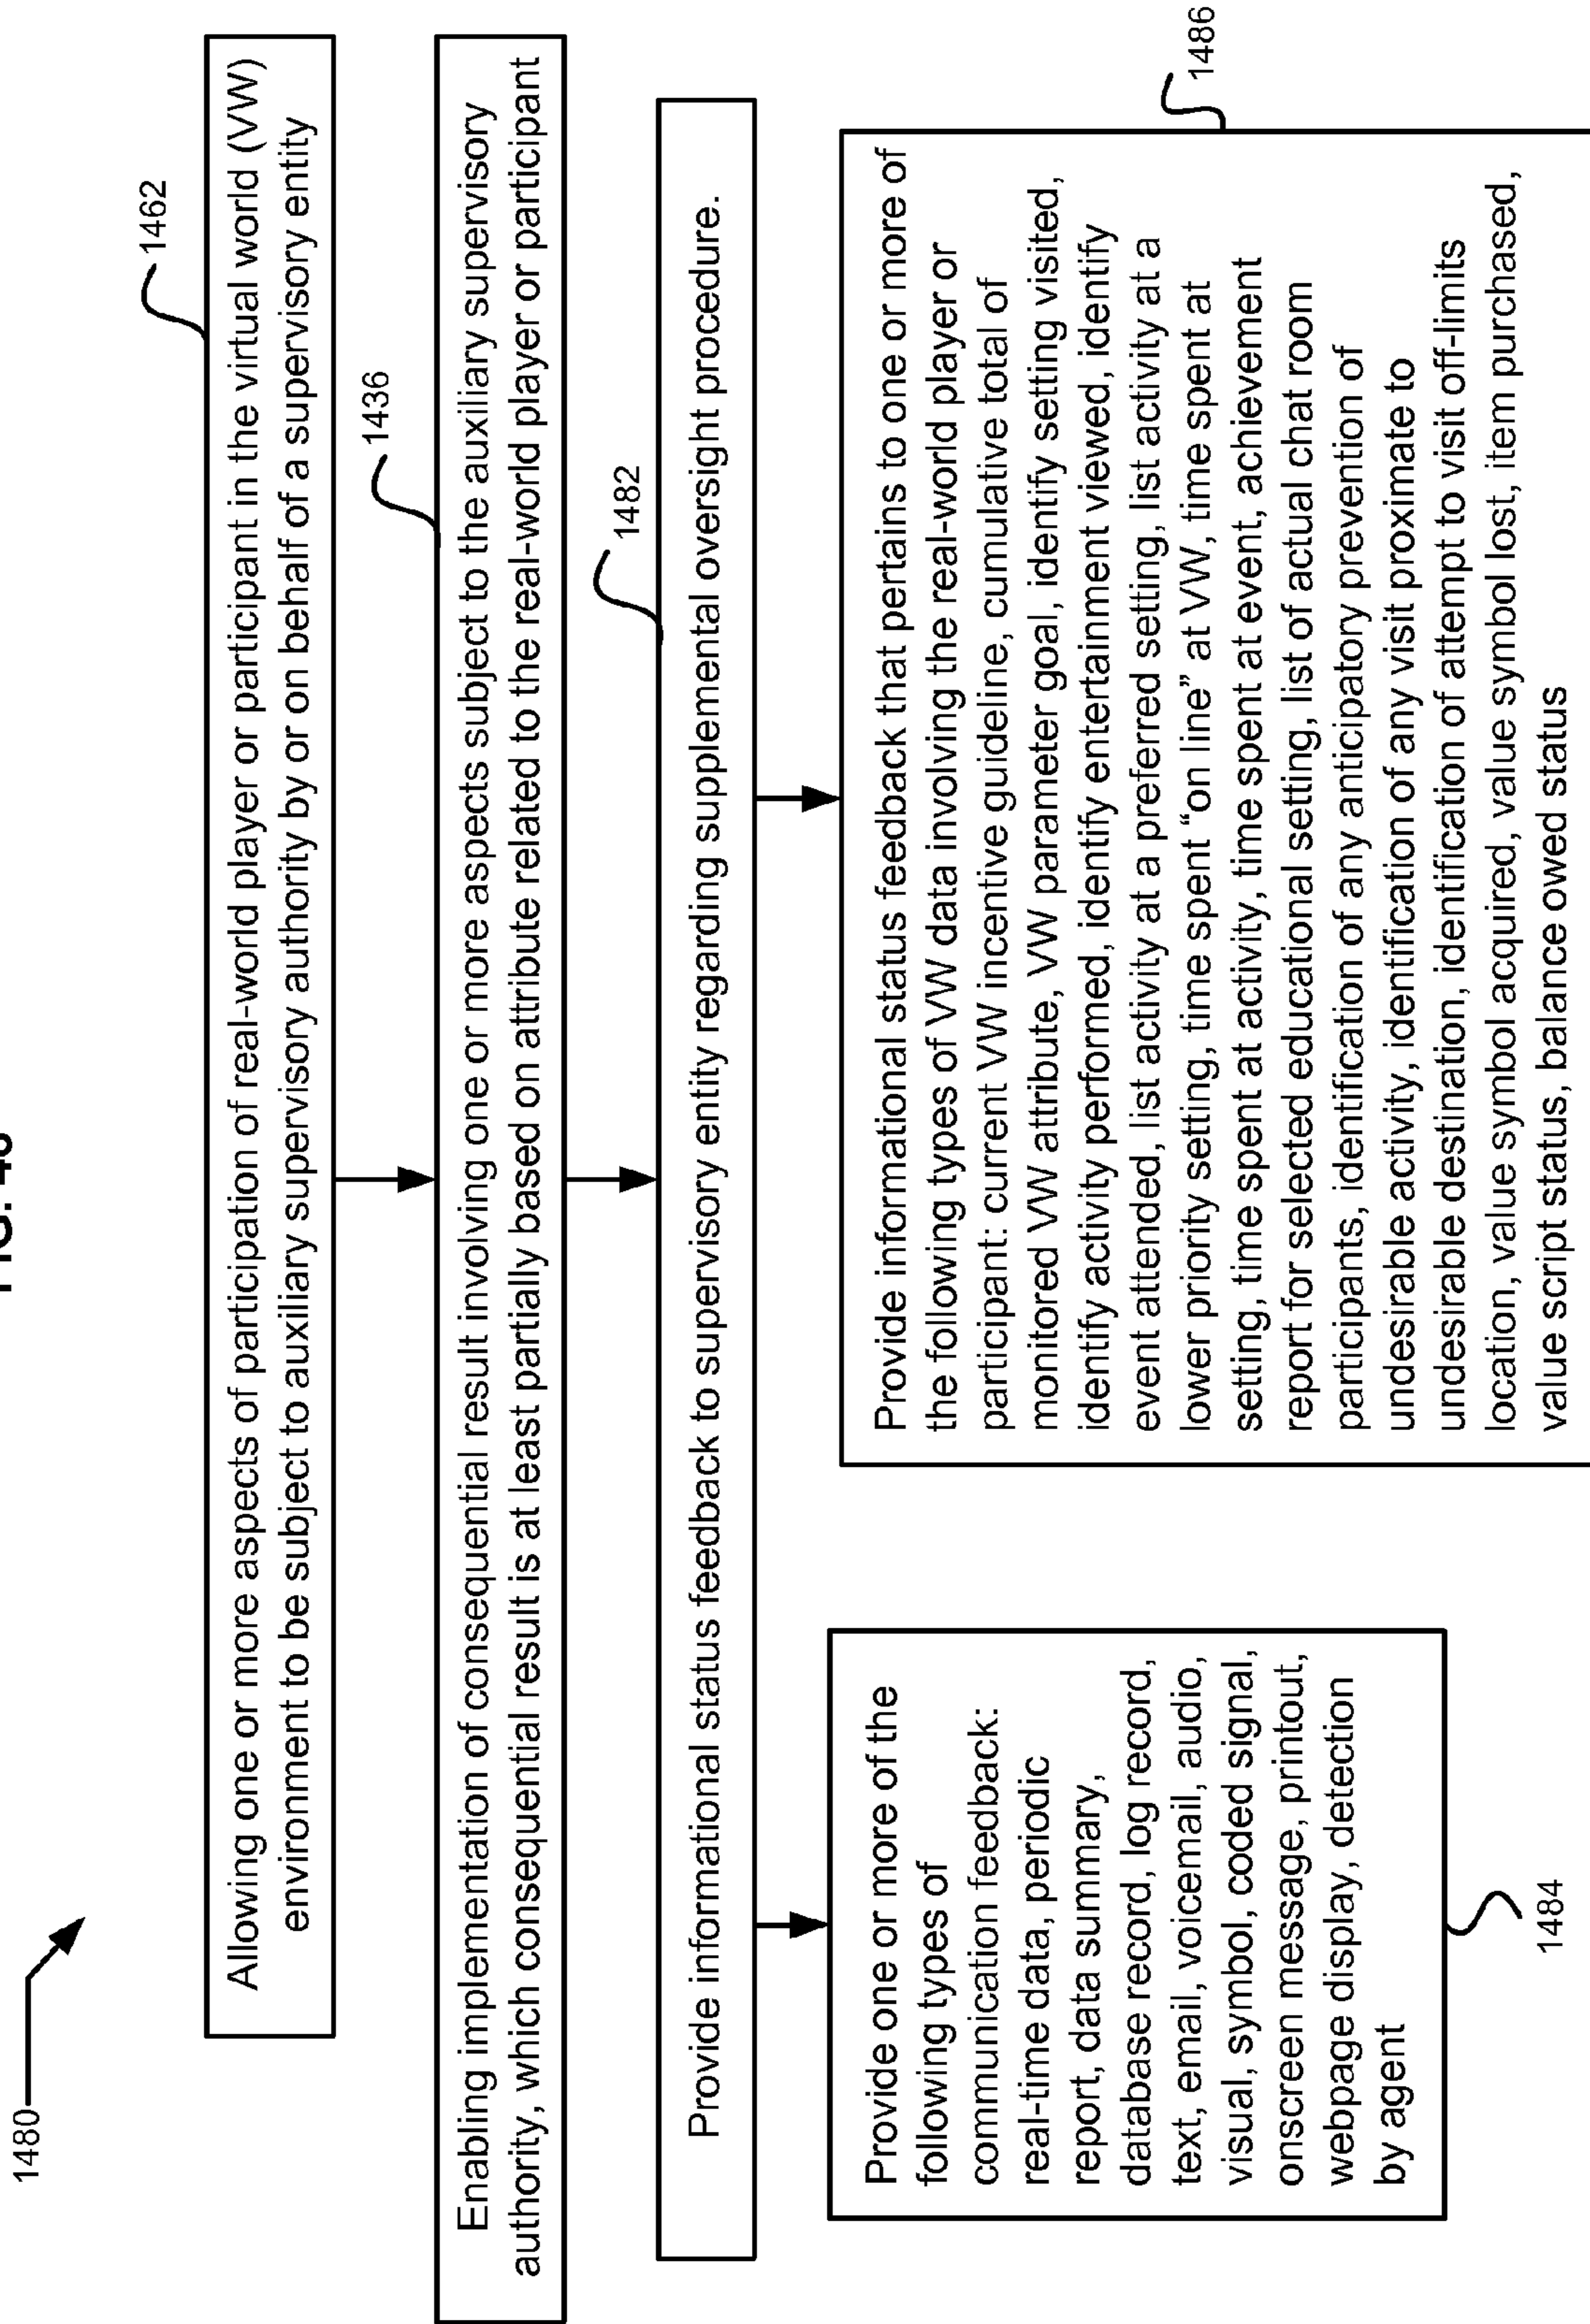 1480
1462
Allowing one or more aspects of participation of real-world player or participant in the virtual world (VW)
environment to be subject to auxiliary supervisory authority by or on behalf of a supervisory entity
1436
Enabling implementation of consequential result involving one or more aspects subject to the auxiliary supervisory
authority, which consequential result is at least partially based on attribute related to the real-world player or participant
1482
Provide informational status feedback to supervisory entity regarding supplemental oversight procedure.
Provide one or more of the
following types of
communication feedback:
real-time data, periodic
report, data summary,
database record, log record,
text, email, voicemail, audio,
visual, symbol, coded signal,
onscreen message, printout,
webpage display, detection
by agent
1484
Provide informational status feedback that pertains to one or more of
the following types of VW data involving the real-world player or
participant: current VW incentive guideline, cumulative total of
monitored VW attribute, VW parameter goal, identify setting visited,
identify activity performed, identify entertainment viewed, identify
event attended, list activity at a preferred setting, list activity at a
lower priority setting, time spent “on line” at VW, time spent at
setting, time spent at activity, time spent at event, achievement
report for selected educational setting, list of actual chat room
participants, identification of any anticipatory prevention of
undesirable activity, identification of any visit proximate to
undesirable destination, identification of attempt to visit off-limits
location, value symbol acquired, value symbol lost, item purchased,
value script status, balance owed status
1486